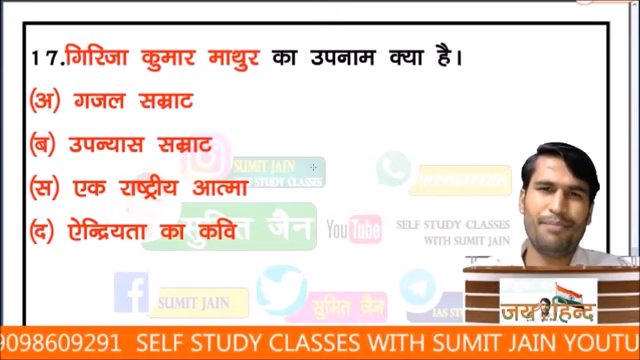 17.गिरिजा कुमार माथुर का उपनाम क्या है।
(अ) गजल सम्राट
(ब) उपन्यास सम्राट
SUMIT JAIN
SELF STUDY CLASSES
(स) एक राष्ट्रीय आत्मा
(द) ऐन्द्रियता का कवि
सुमित जैन
YouTube
SELF STUDY CLASSES
WITH SUMIT JAIN
SUMIT JAIN
सुमित जैन
IAS
जय हिन्द
9098609291 SELF STUDY CLASSES WITH SUMIT JAIN YOUTU